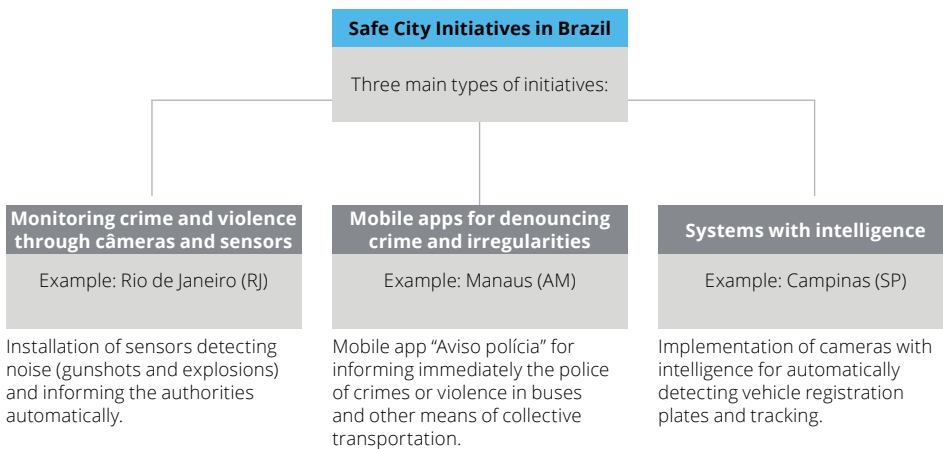 Safe City Initiatives in Brazil
Three main types of initiatives:
Monitoring crime and violence
through câmeras and sensors
Example: Rio de Janeiro (RJ)
Installation of sensors detecting
noise (gunshots and explosions)
and informing the authorities
automatically.
Mobile apps for denouncing
crime and irregularities
Example: Manaus (AM)
Mobile app “Aviso polícia” for
informing immediately the police
of crimes or violence in buses
and other means of collective
transportation.
Systems with intelligence
Example: Campinas (SP)
Implementation of cameras with
intelligence for automatically
detecting vehicle registration
plates and tracking.